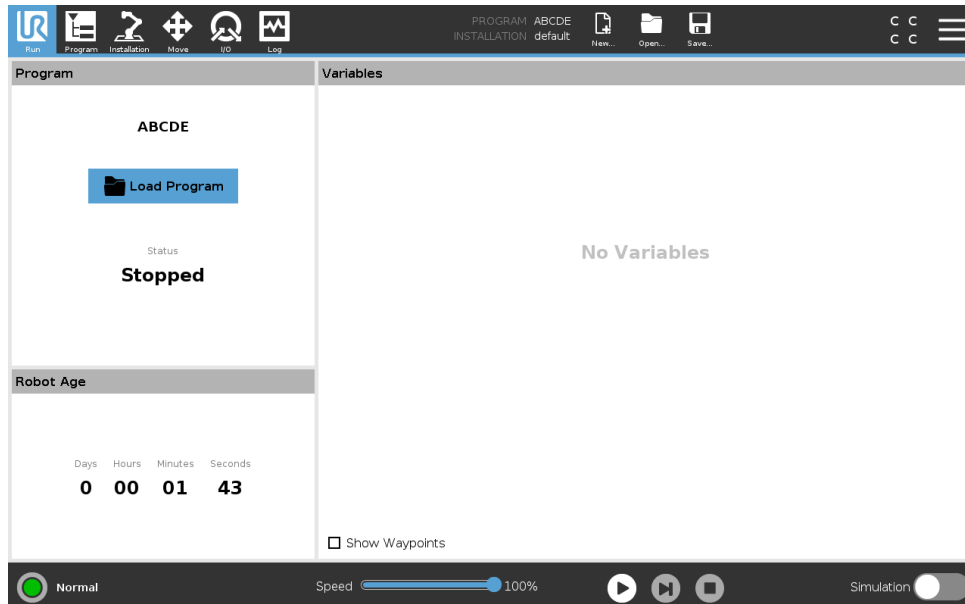 UR
PROGRAM ABCDE
INSTALLATION default
C C
C C
Run Program Installation Move I/O Log New... Open... Save...
Program
ABCDE
Load Program
Status
Stopped
Variables
No Variables
Robot Age
Days Hours Minutes Seconds
0 00 01 43
Show Waypoints
Normal
Speed 100%
Simulation